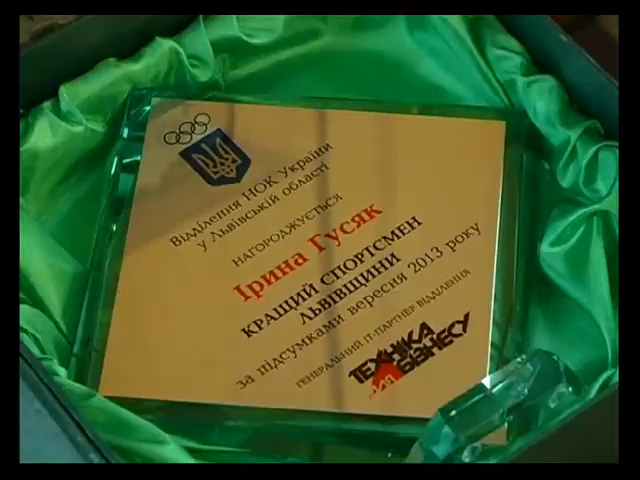 Відділення НОК України
у Львівській області
НАГОРОДЖУЄТЬСЯ
Ірина Гусяк
КРАЩИЙ СПОРТСМЕН
ЛЬВІВЩИНИ
за підсумками вересня 2013 року
ГЕНЕРАЛЬНИЙ ІТ-ПАРТНЕР ВІДДІЛЕННЯ
ТЕХНІКА
ДЛЯ БІЗНЕСУ